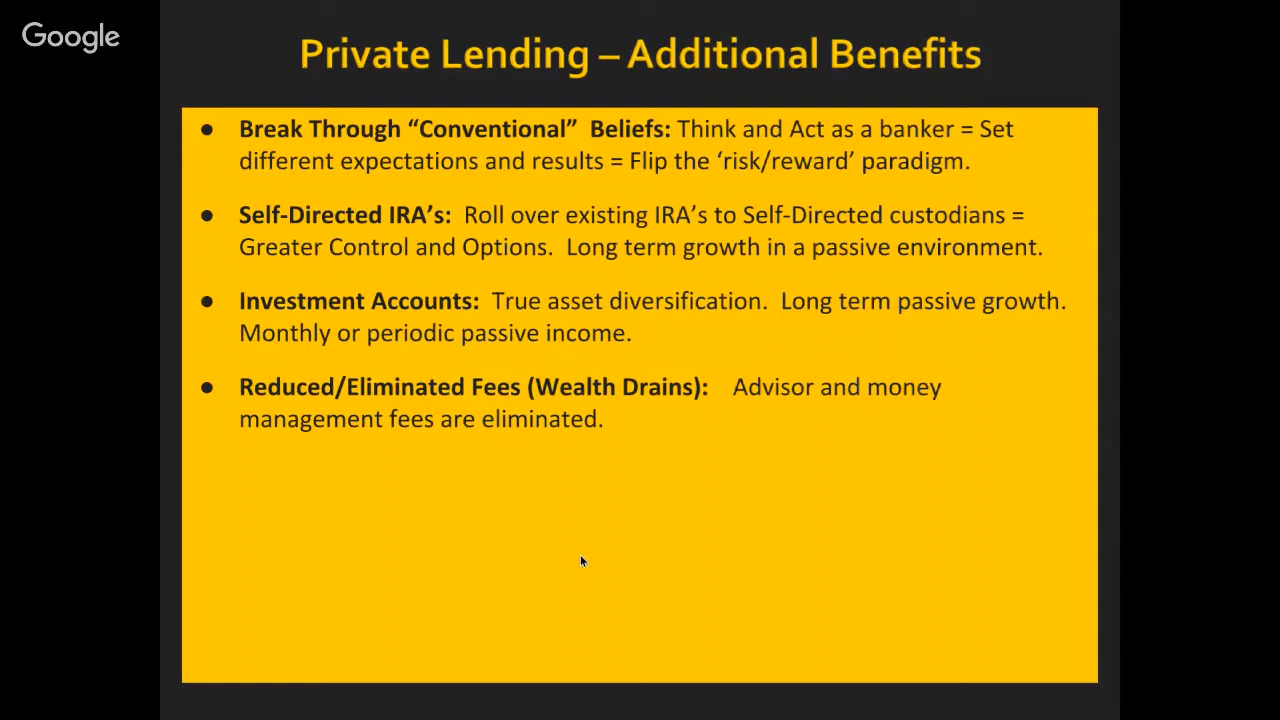 Google
Private Lending – Additional Benefits
● Break Through “Conventional”  Beliefs: Think and Act as a banker = Set
different expectations and results = Flip the ‘risk/reward’ paradigm.
● Self-Directed IRA’s:  Roll over existing IRA’s to Self-Directed custodians =
Greater Control and Options.  Long term growth in a passive environment.
● Investment Accounts:  True asset diversification.  Long term passive growth.
Monthly or periodic passive income.
● Reduced/Eliminated Fees (Wealth Drains):   Advisor and money
management fees are eliminated.